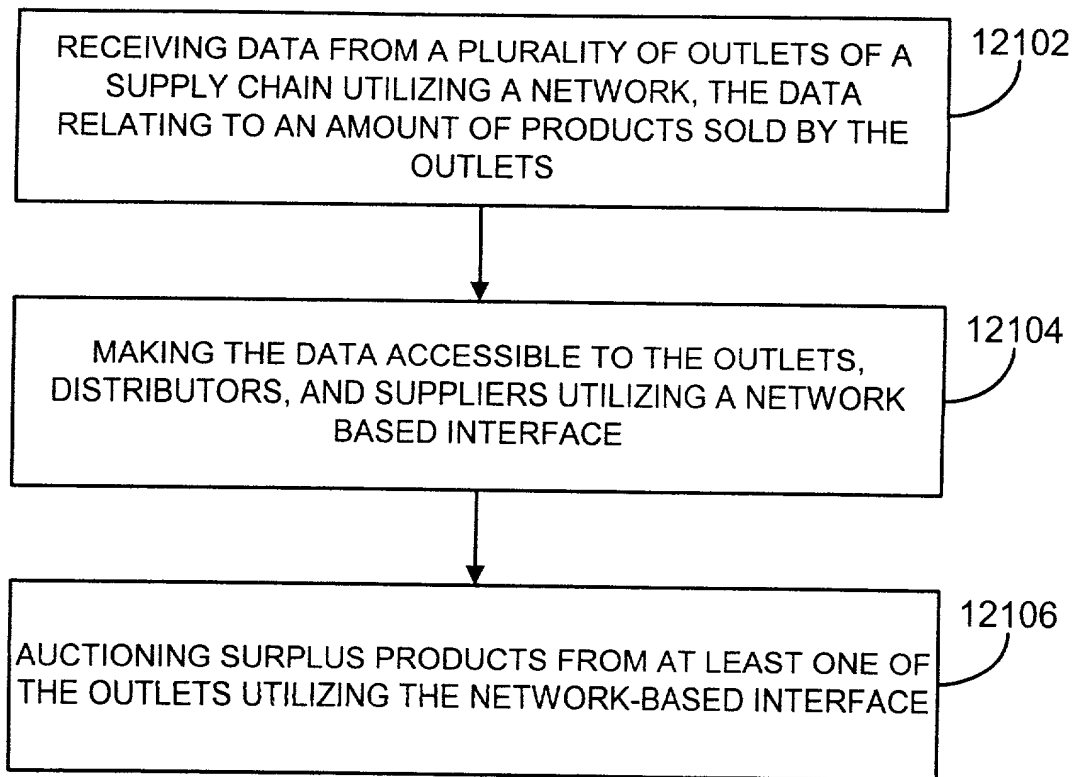 RECEIVING DATA FROM A PLURALITY OF OUTLETS OF A
SUPPLY CHAIN UTILIZING A NETWORK, THE DATA
RELATING TO AN AMOUNT OF PRODUCTS SOLD BY THE
OUTLETS
12102
MAKING THE DATA ACCESSIBLE TO THE OUTLETS,
DISTRIBUTORS, AND SUPPLIERS UTILIZING A NETWORK
BASED INTERFACE
12104
AUCTIONING SURPLUS PRODUCTS FROM AT LEAST ONE OF
THE OUTLETS UTILIZING THE NETWORK-BASED INTERFACE
12106